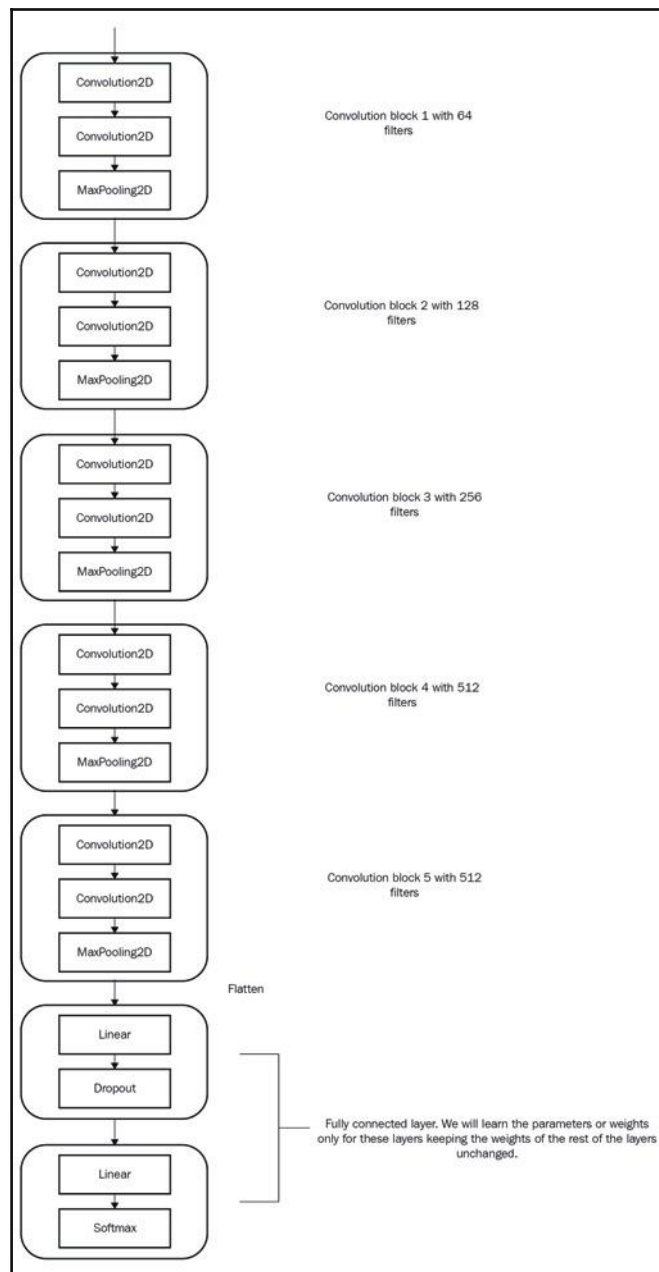 Convolution2D
Convolution2D
MaxPooling2D
Convolution block 1 with 64
filters
Convolution2D
Convolution2D
MaxPooling2D
Convolution block 2 with 128
filters
Convolution2D
Convolution2D
MaxPooling2D
Convolution block 3 with 256
filters
Convolution2D
Convolution2D
MaxPooling2D
Convolution block 4 with 512
filters
Convolution2D
Convolution2D
MaxPooling2D
Convolution block 5 with 512
filters
Flatten
Linear
Dropout
Linear
Softmax
Fully connected layer. We will learn the parameters or weights
only for these layers keeping the weights of the rest of the layers
unchanged.